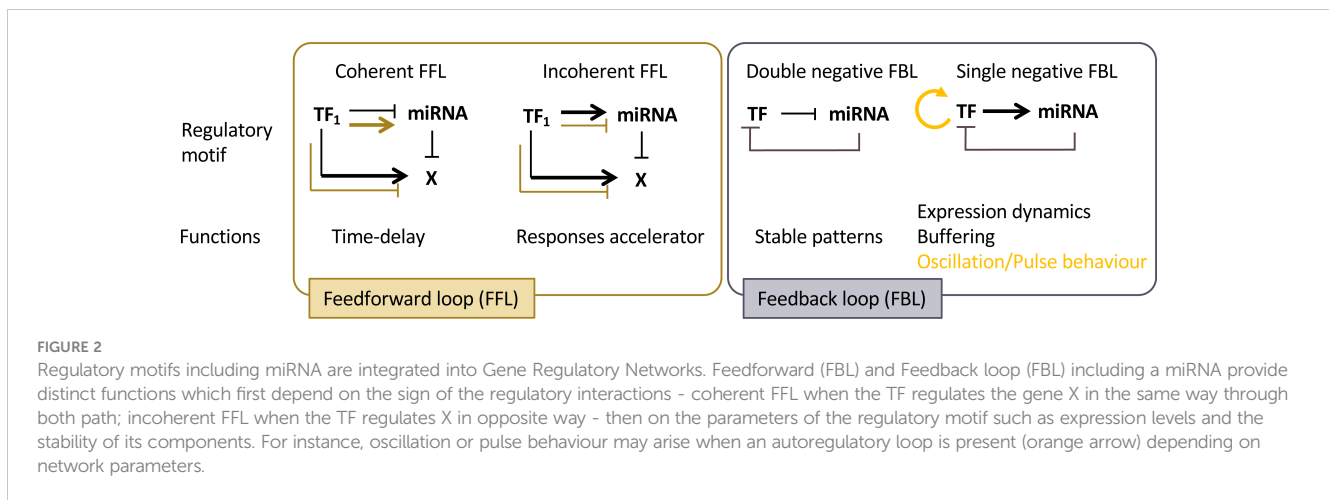 Coherent FFL
Incoherent FFL
Double negative FBL
Single negative FBL
Regulatory
motif
TF₁ miRNA
X
TF₁ miRNA
X
TF miRNA
TF miRNA
Functions
Time-delay
Responses accelerator
Stable patterns
Expression dynamics
Buffering
Oscillation/Pulse behaviour
Feedforward loop (FFL)
Feedback loop (FBL)
FIGURE 2
Regulatory motifs including miRNA are integrated into Gene Regulatory Networks. Feedforward (FBL) and Feedback loop (FBL) including a miRNA provide
distinct functions which first depend on the sign of the regulatory interactions - coherent FFL when the TF regulates the gene X in the same way through
both path; incoherent FFL when the TF regulates X in opposite way - then on the parameters of the regulatory motif such as expression levels and the
stability of its components. For instance, oscillation or pulse behaviour may arise when an autoregulatory loop is present (orange arrow) depending on
network parameters.